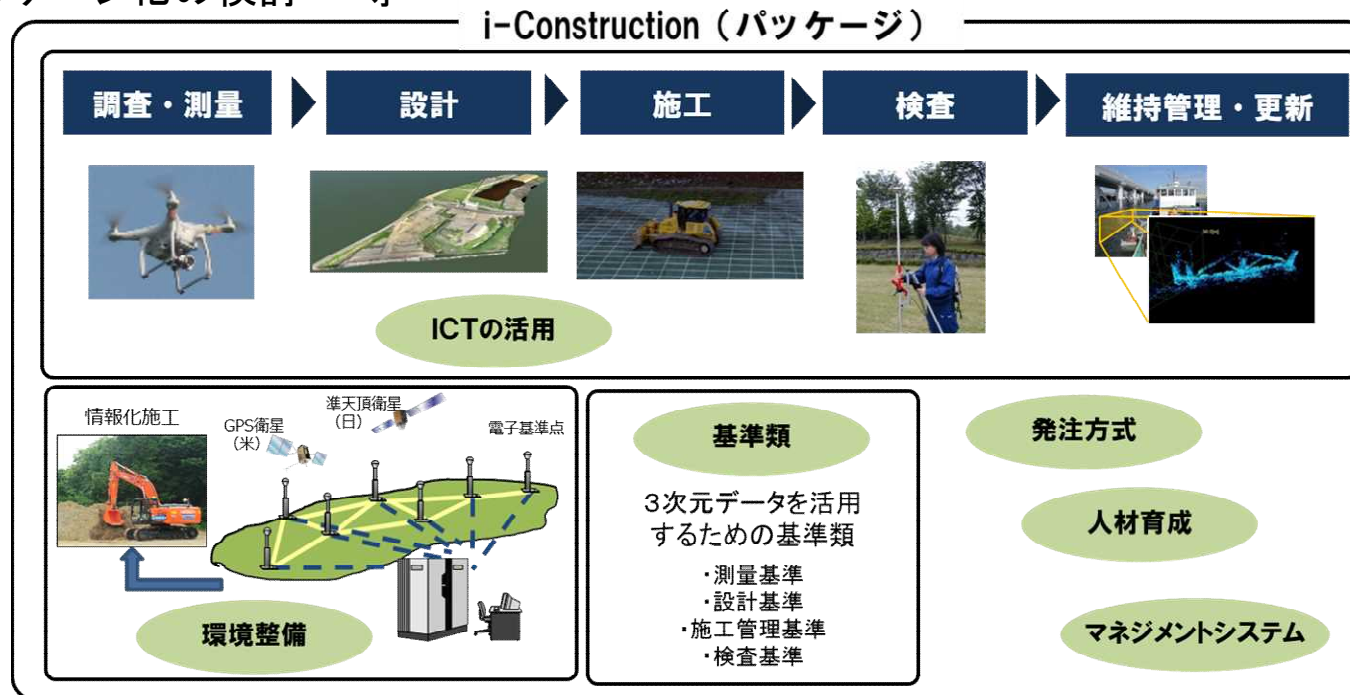 i-Construction（パッケージ）
調査・測量
設計
施工
検査
維持管理・更新
ICTの活用
情報化施工
GPS衛星
（米）
準天頂衛星
（日）
電子基準点
環境整備
基準類
３次元データを活用
するための基準類
・測量基準
・設計基準
・施工管理基準
・検査基準
発注方式
人材育成
マネジメントシステム